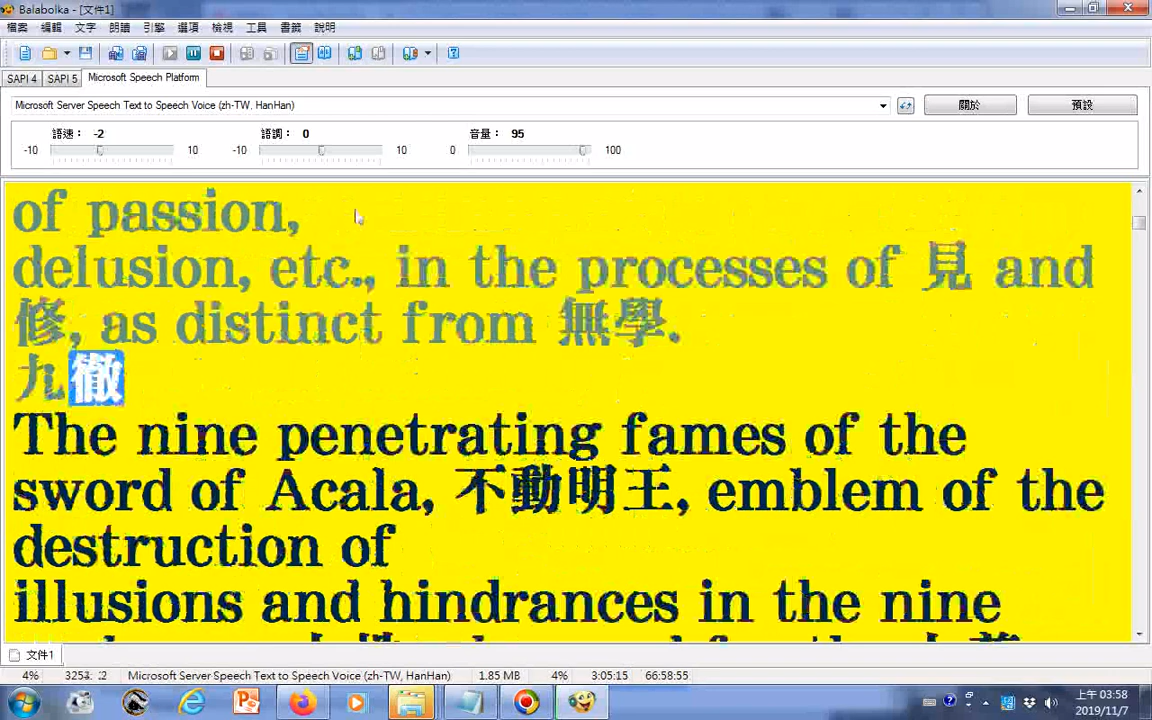 Balabolka - [文件1]
檔案 編輯 文字 朗讀 引擎 選項 檢視 工具 書籤 說明
SAPI 4 SAPI 5 Microsoft Speech Platform
Microsoft Server Speech Text to Speech Voice (zh-TW, HanHan) 關於 預設
語速： -2 語調： 0 音量： 95
-10 10 -10 10 0 100
of passion,
delusion, etc., in the processes of 見 and
修, as distinct from 無學.
九徹
The nine penetrating fames of the
sword of Acala, 不動明王, emblem of the
destruction of
illusions and hindrances in the nine
文件1
4% Microsoft Server Speech Text to Speech Voice (zh-TW, HanHan) 1.85 MB 4% 3:05:15 66:58:55
上午 03:58
2019/11/7